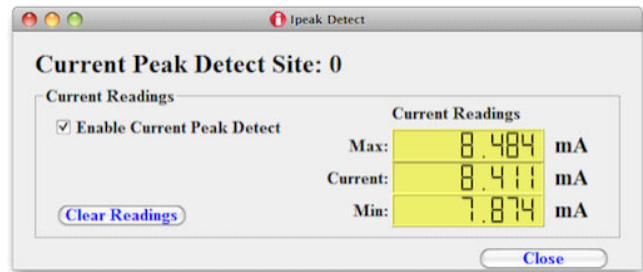 Ipeak Detect
Current Peak Detect Site: 0
Current Readings
Enable Current Peak Detect
Current Readings
Max: 8.484 mA
Current: 8.411 mA
Min: 7.874 mA
Clear Readings
Close